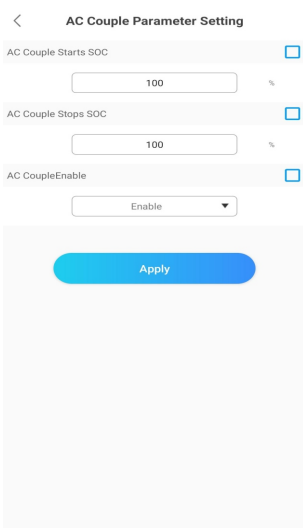 AC Couple Parameter Setting
AC Couple Starts SOC
100 %
AC Couple Stops SOC
100 %
AC CoupleEnable
Enable
Apply